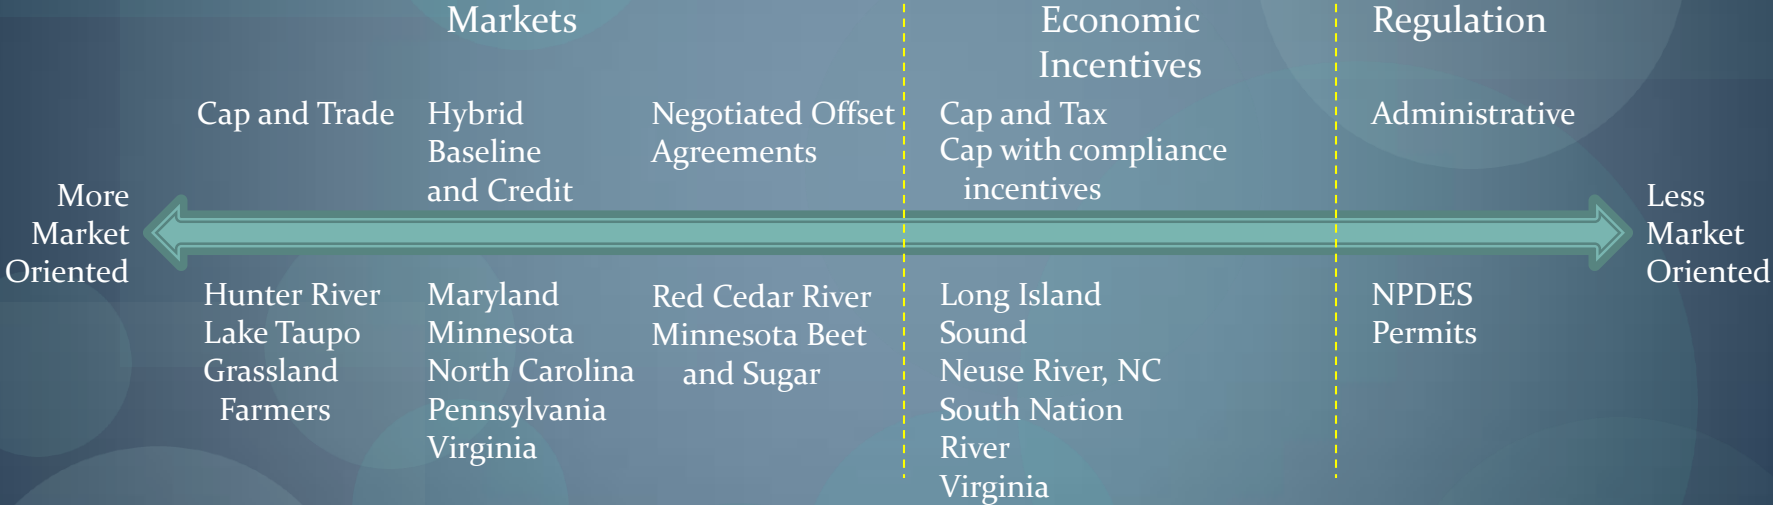 Markets
Economic
Incentives
Regulation
Cap and Trade
Hybrid
Baseline
and Credit
Negotiated Offset
Agreements
Cap and Tax
Cap with compliance
incentives
Administrative
More
Market
Oriented
Less
Market
Oriented
Hunter River
Lake Taupo
Grassland
Farmers
Maryland
Minnesota
North Carolina
Pennsylvania
Virginia
Red Cedar River
Minnesota Beet
and Sugar
Long Island
Sound
Neuse River, NC
South Nation
River
Virginia
NPDES
Permits